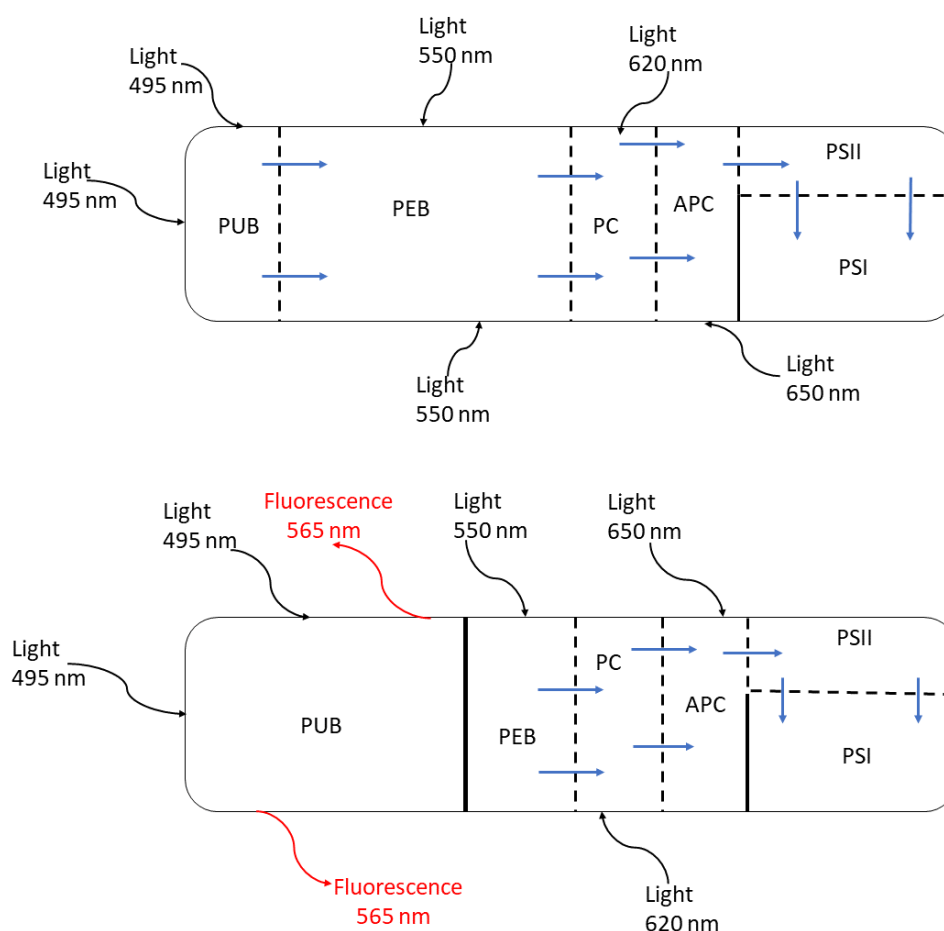 Light
550 nm
Light
620 nm
Light
495 nm
Light
495 nm
PUB
PEB
PC
APC
PSII
PSI
Light
550 nm
Light
650 nm
Fluorescence
565 nm
Light
550 nm
Light
650 nm
Light
495 nm
Light
495 nm
PUB
PEB
PC
APC
PSII
PSI
Fluorescence
565 nm
Light
620 nm